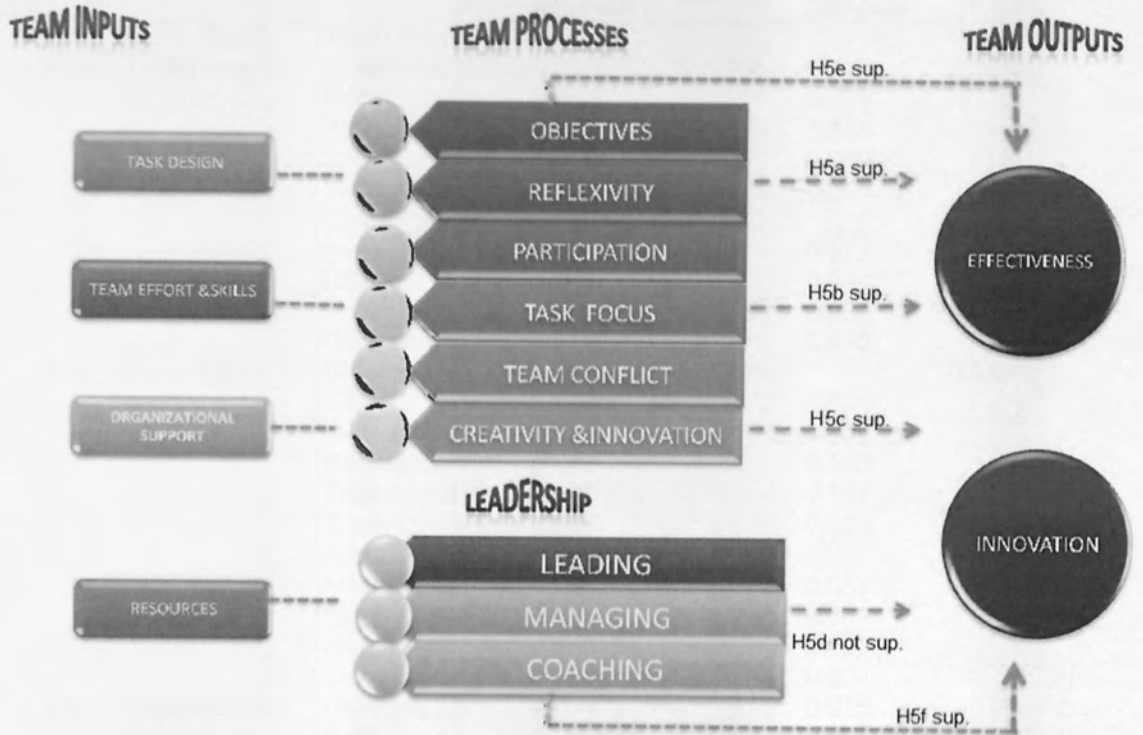 TEAM INPUTS
TEAM PROCESSES
TEAM OUTPUTS
H5e sup.
OBJECTIVES
TASK DESIGN
H5a sup.
REFLEXIVITY
PARTICIPATION
EFFECTIVENESS
TEAM EFFORT &SKILLS
H5b sup.
TASK FOCUS
TEAM CONFLICT
ORGANIZATIONAL
SUPPORT
H5c sup.
CREATIVITY &INNOVATION
LEADERSHIP
LEADING
INNOVATION
RESOURCES
MANAGING
H5d not sup.
COACHING
H5f sup.